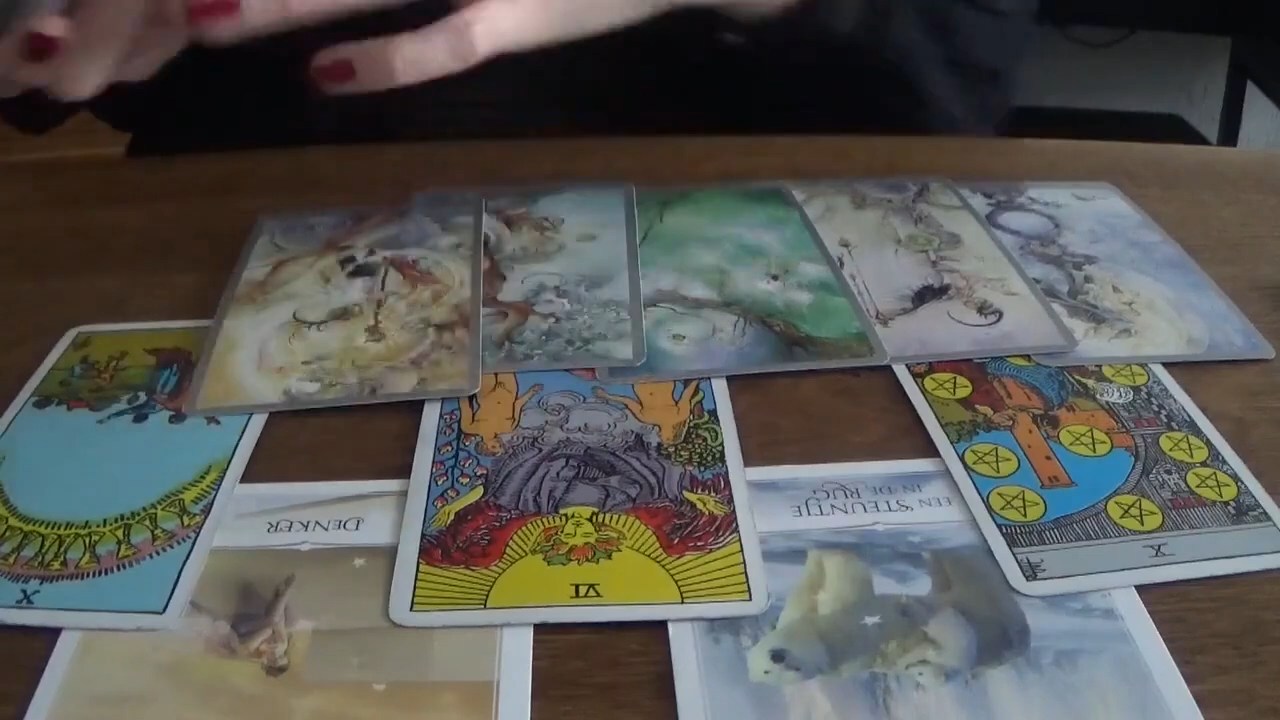 DENKER
EEN STEUNTJE
IN DE RUG
X
VI
X